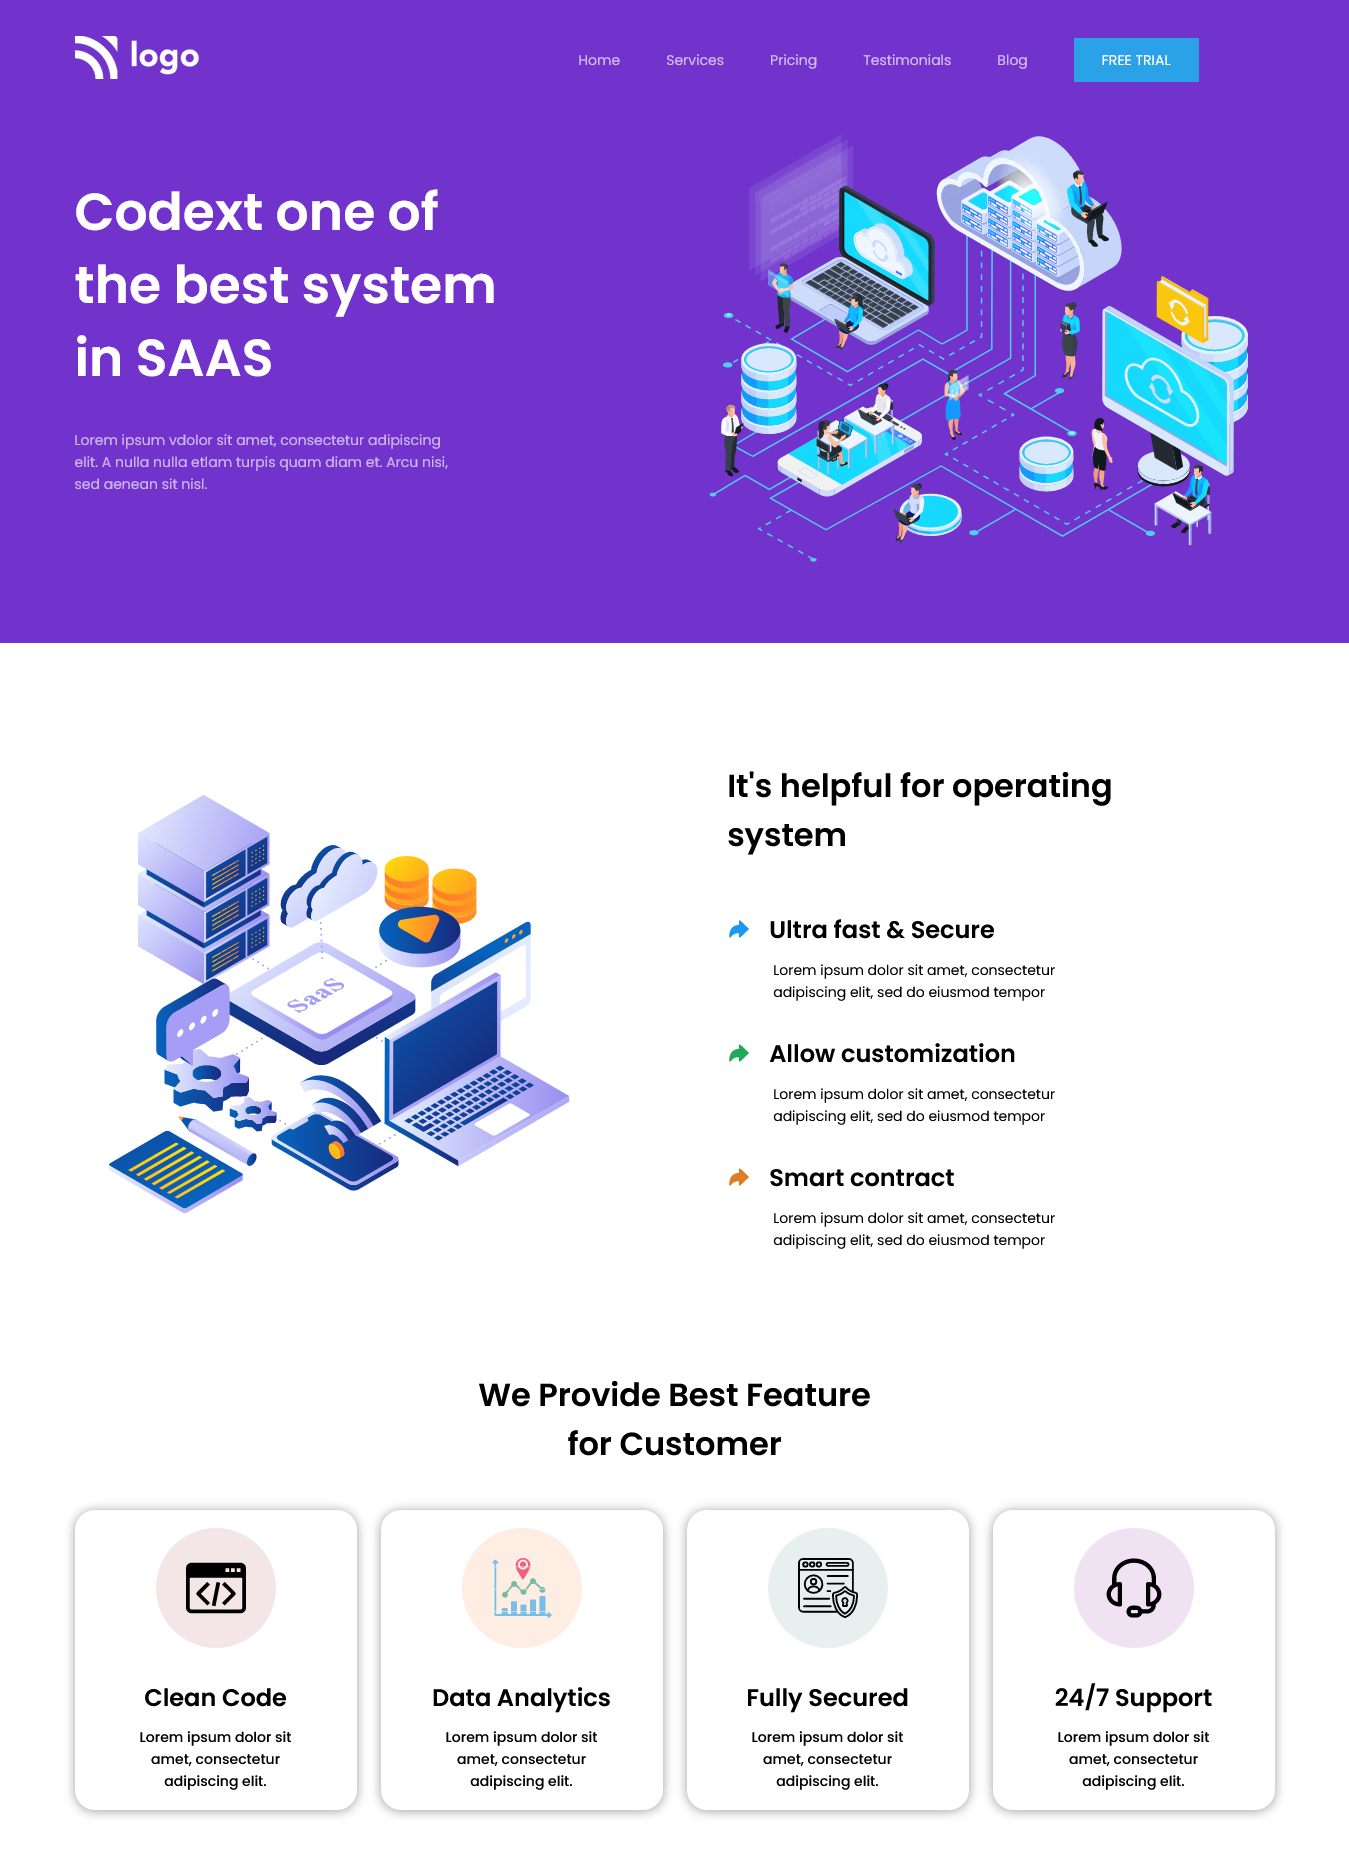 logo
Home
Services
Pricing
Testimonials
Blog
FREE TRIAL
Codext one of
the best system
in SAAS
Lorem ipsum vdolor sit amet, consectetur adipiscing
elit. A nulla nulla etlam turpis quam diam et. Arcu nisi,
sed aenean sit nisl.
SaaS
It's helpful for operating
system
Ultra fast & Secure
Lorem ipsum dolor sit amet, consectetur
adipiscing elit, sed do eiusmod tempor
Allow customization
Lorem ipsum dolor sit amet, consectetur
adipiscing elit, sed do eiusmod tempor
Smart contract
Lorem ipsum dolor sit amet, consectetur
adipiscing elit, sed do eiusmod tempor
We Provide Best Feature
for Customer
Clean Code
Lorem ipsum dolor sit
amet, consectetur
adipiscing elit.
Data Analytics
Lorem ipsum dolor sit
amet, consectetur
adipiscing elit.
Fully Secured
Lorem ipsum dolor sit
amet, consectetur
adipiscing elit.
24/7 Support
Lorem ipsum dolor sit
amet, consectetur
adipiscing elit.